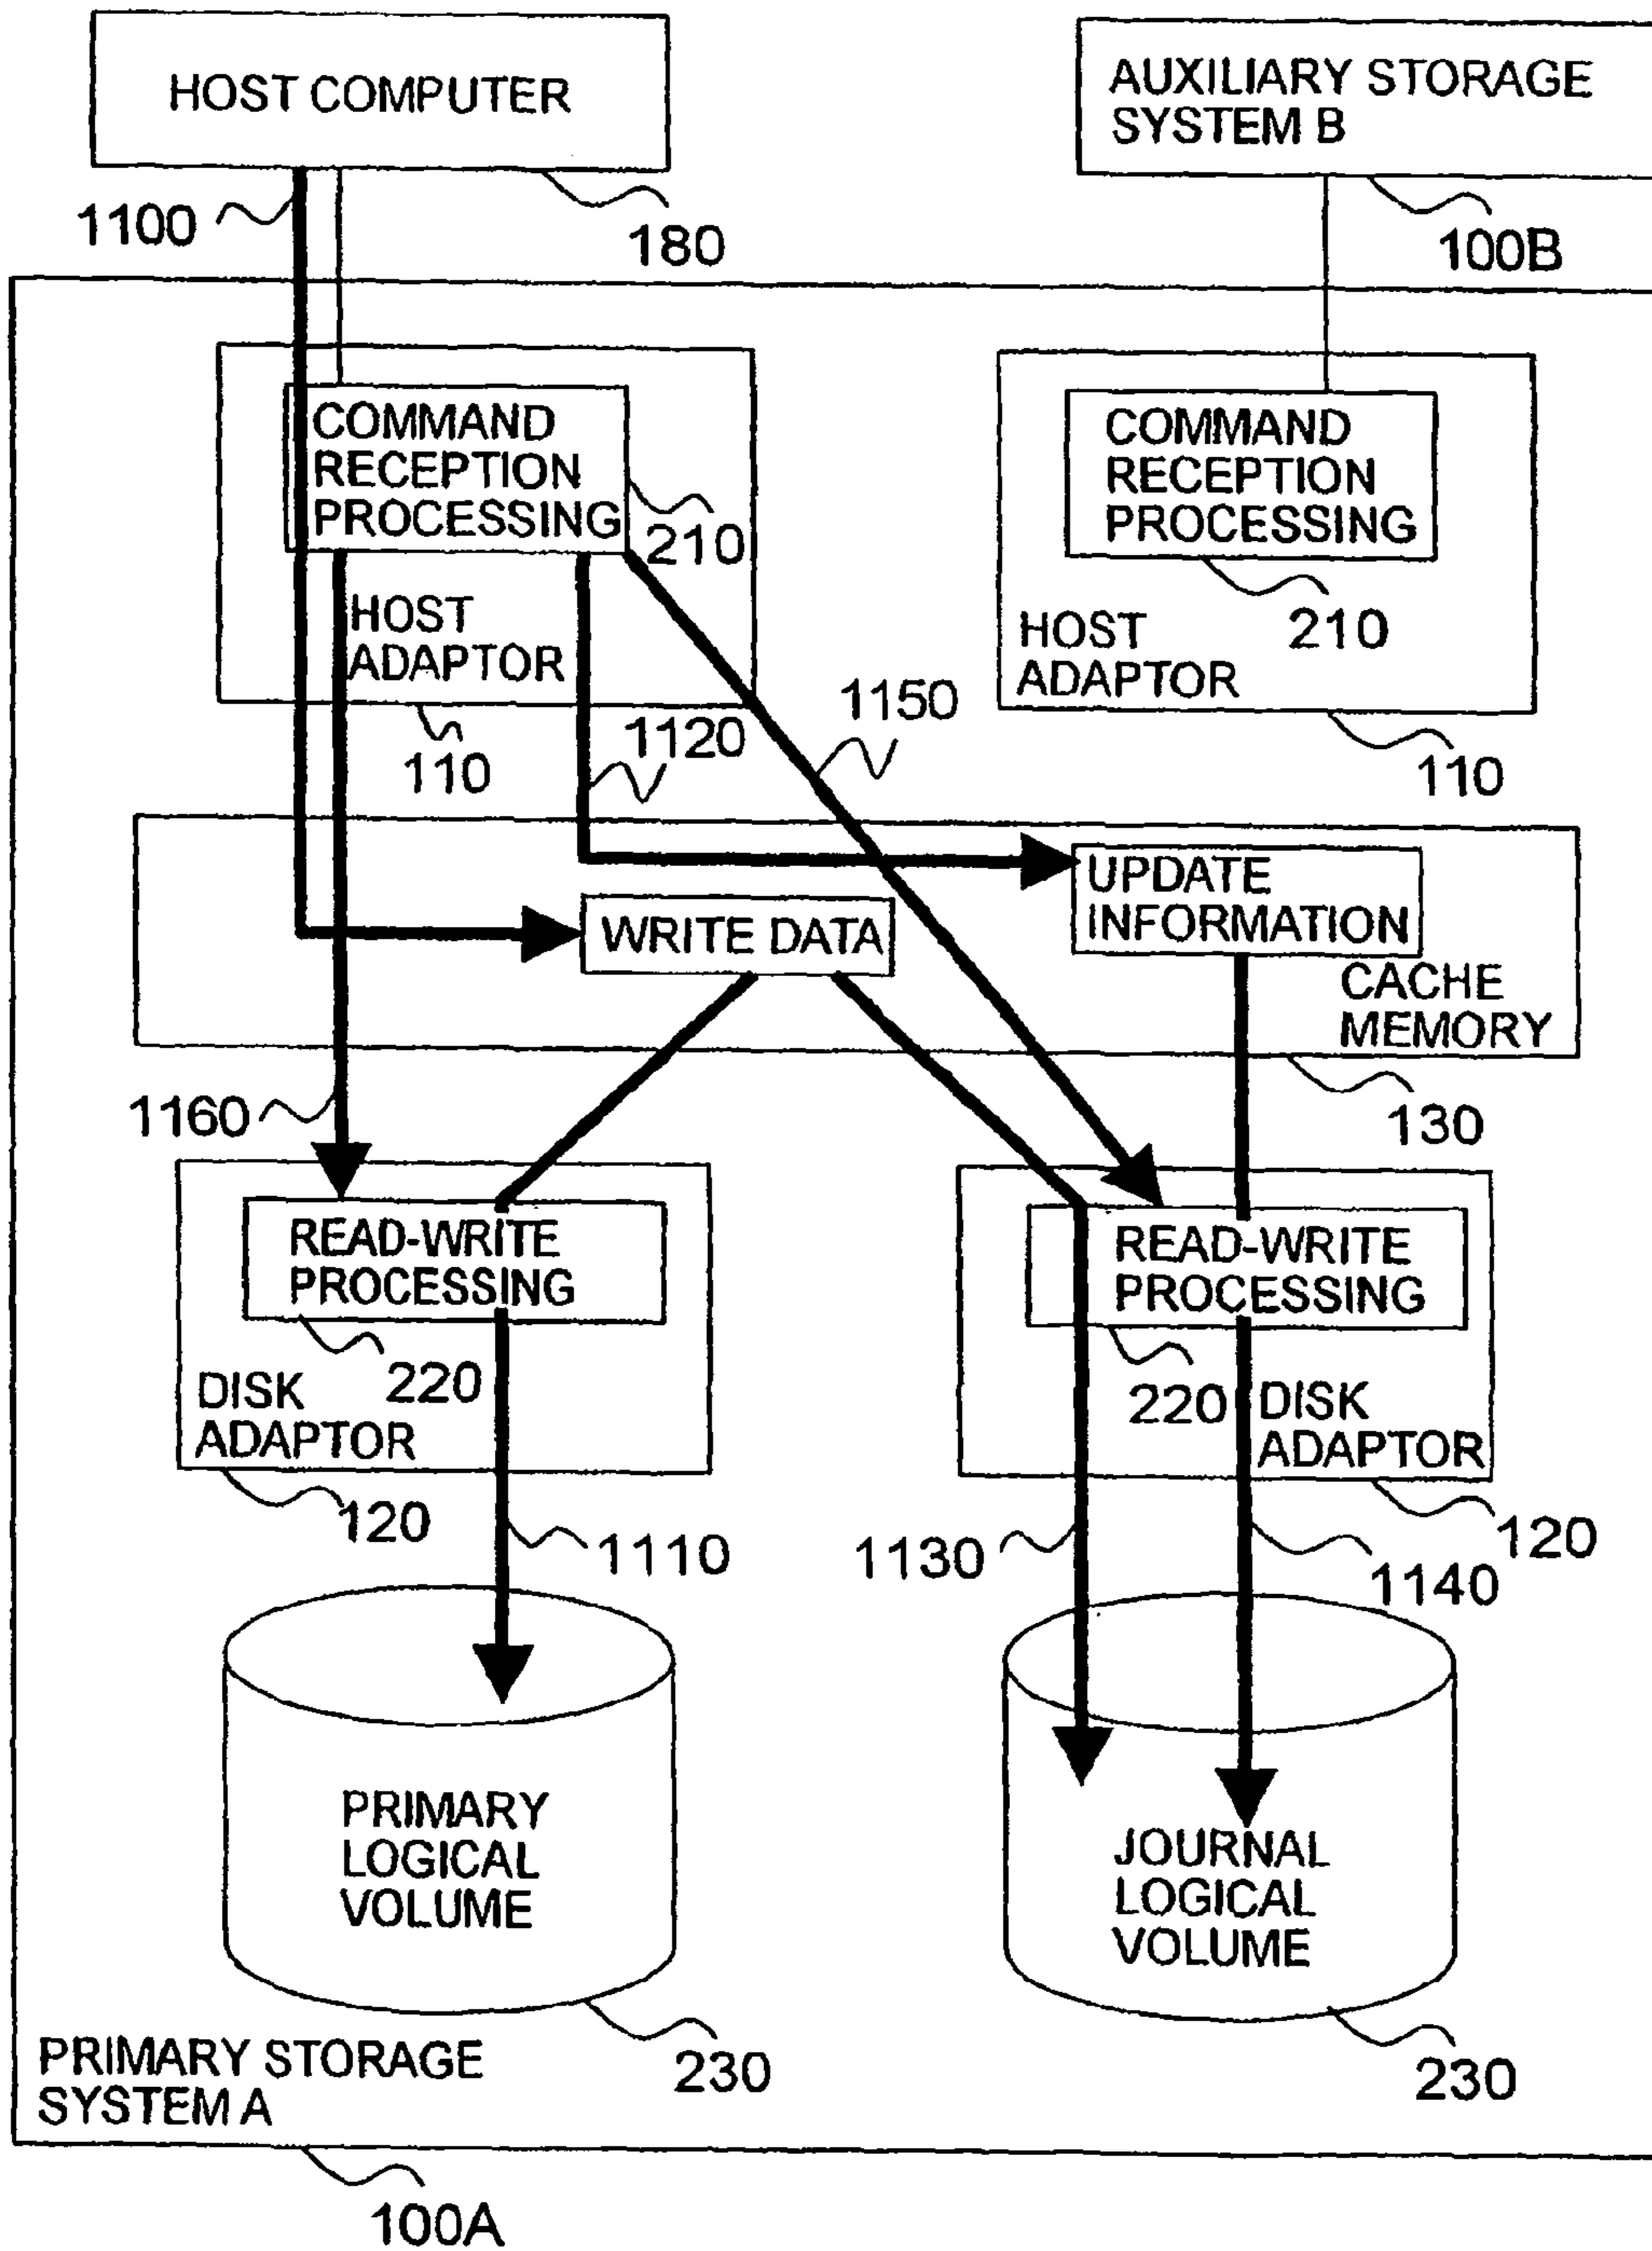 HOST COMPUTER
AUXILIARY STORAGE
SYSTEM B
1100
180
100B
COMMAND
RECEPTION
PROCESSING
210
HOST
ADAPTOR
110
COMMAND
RECEPTION
PROCESSING
210
HOST
ADAPTOR
110
1120
1150
UPDATE
INFORMATION
WRITE DATA
CACHE
MEMORY
130
1160
READ-WRITE
PROCESSING
220
DISK
ADAPTOR
120
READ-WRITE
PROCESSING
220
DISK
ADAPTOR
120
1110
1130
1140
PRIMARY
LOGICAL
VOLUME
230
JOURNAL
LOGICAL
VOLUME
230
PRIMARY STORAGE
SYSTEM A
100A